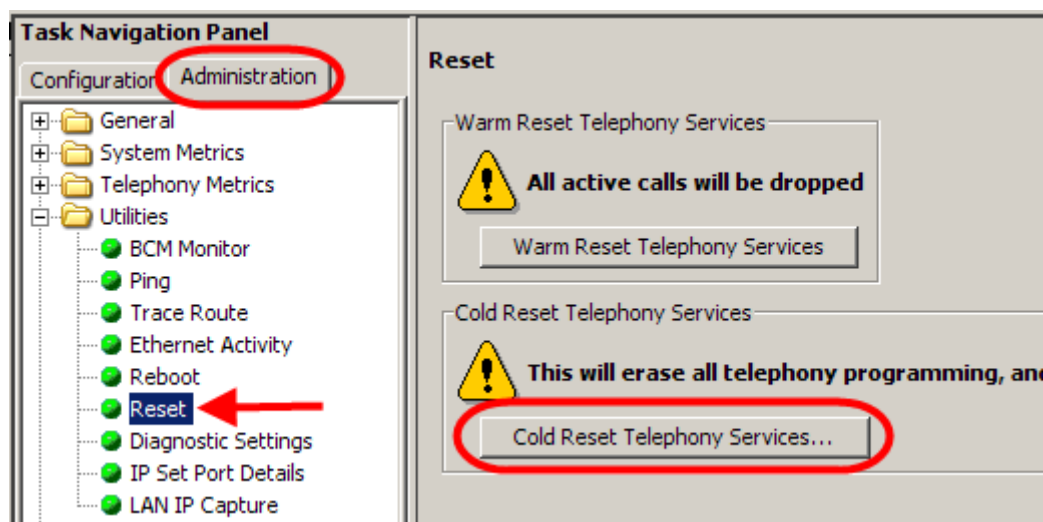 Task Navigation Panel
Configuration
Administration
General
System Metrics
Telephony Metrics
Utilities
BCM Monitor
Ping
Trace Route
Ethernet Activity
Reboot
Reset
Diagnostic Settings
IP Set Port Details
LAN IP Capture
Reset
Warm Reset Telephony Services
All active calls will be dropped
Warm Reset Telephony Services
Cold Reset Telephony Services
This will erase all telephony programming, and
Cold Reset Telephony Services...